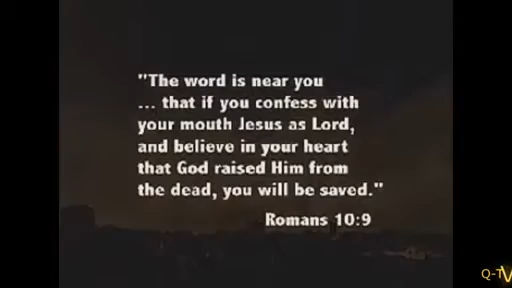 "The word is near you
... that if you confess with
your mouth Jesus as Lord,
and believe in your heart
that God raised Him from
the dead, you will be saved."
Romans 10:9
Q-TV